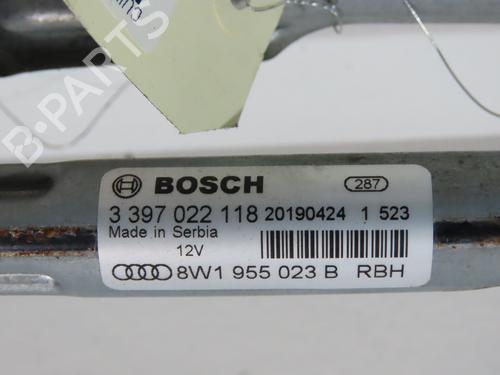 BOSCH 287
3 397 022 118 20190424 1 523
Made in Serbia
12V
8W1 955 023 B RBH
B-Parts